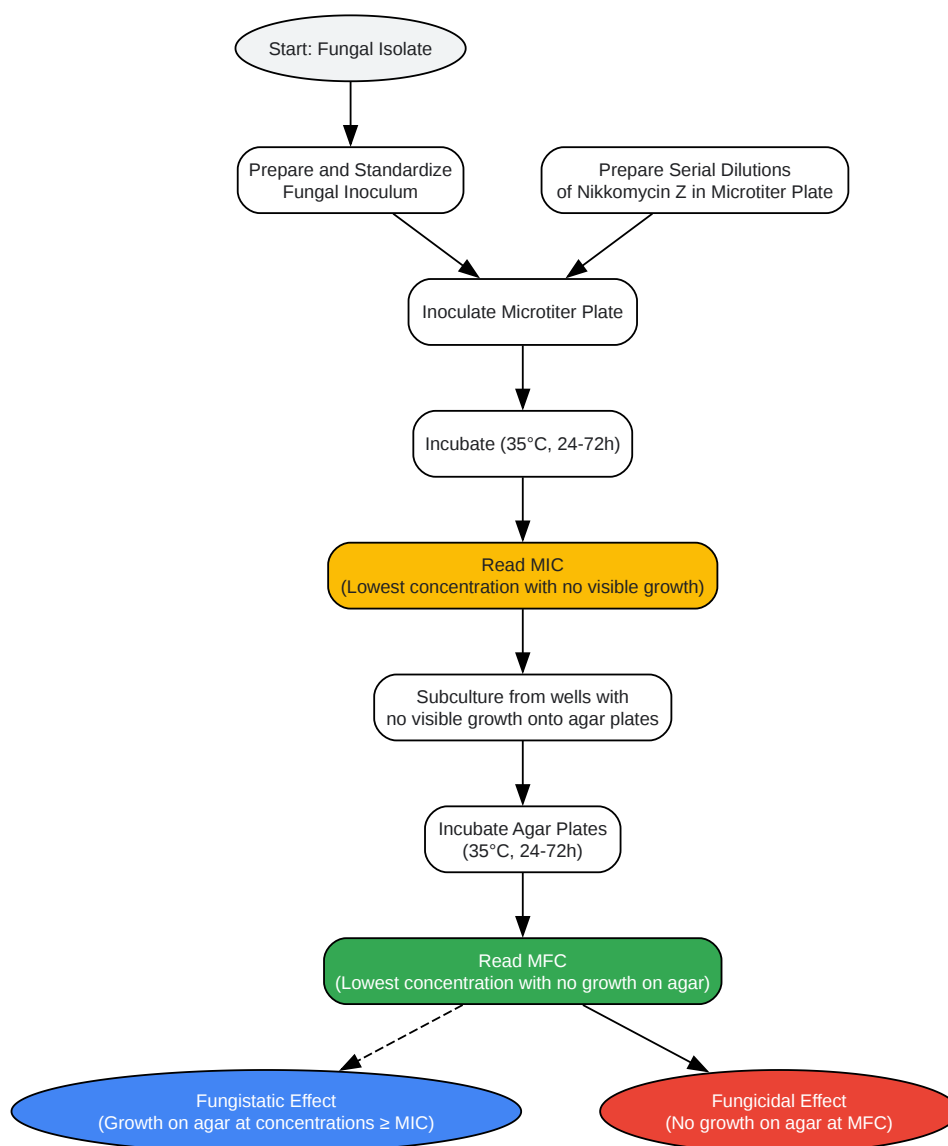 Start: Fungal Isolate
Prepare and Standardize
Fungal Inoculum
Prepare Serial Dilutions
of Nikkomycin Z in Microtiter Plate
Inoculate Microtiter Plate
Incubate (35°C, 24-72h)
Read MIC
(Lowest concentration with no visible growth)
Subculture from wells with
no visible growth onto agar plates
Incubate Agar Plates
(35°C, 24-72h)
Read MFC
(Lowest concentration with no growth on agar)
Fungistatic Effect
(Growth on agar at concentrations ≥ MIC)
Fungicidal Effect
(No growth on agar at MFC)